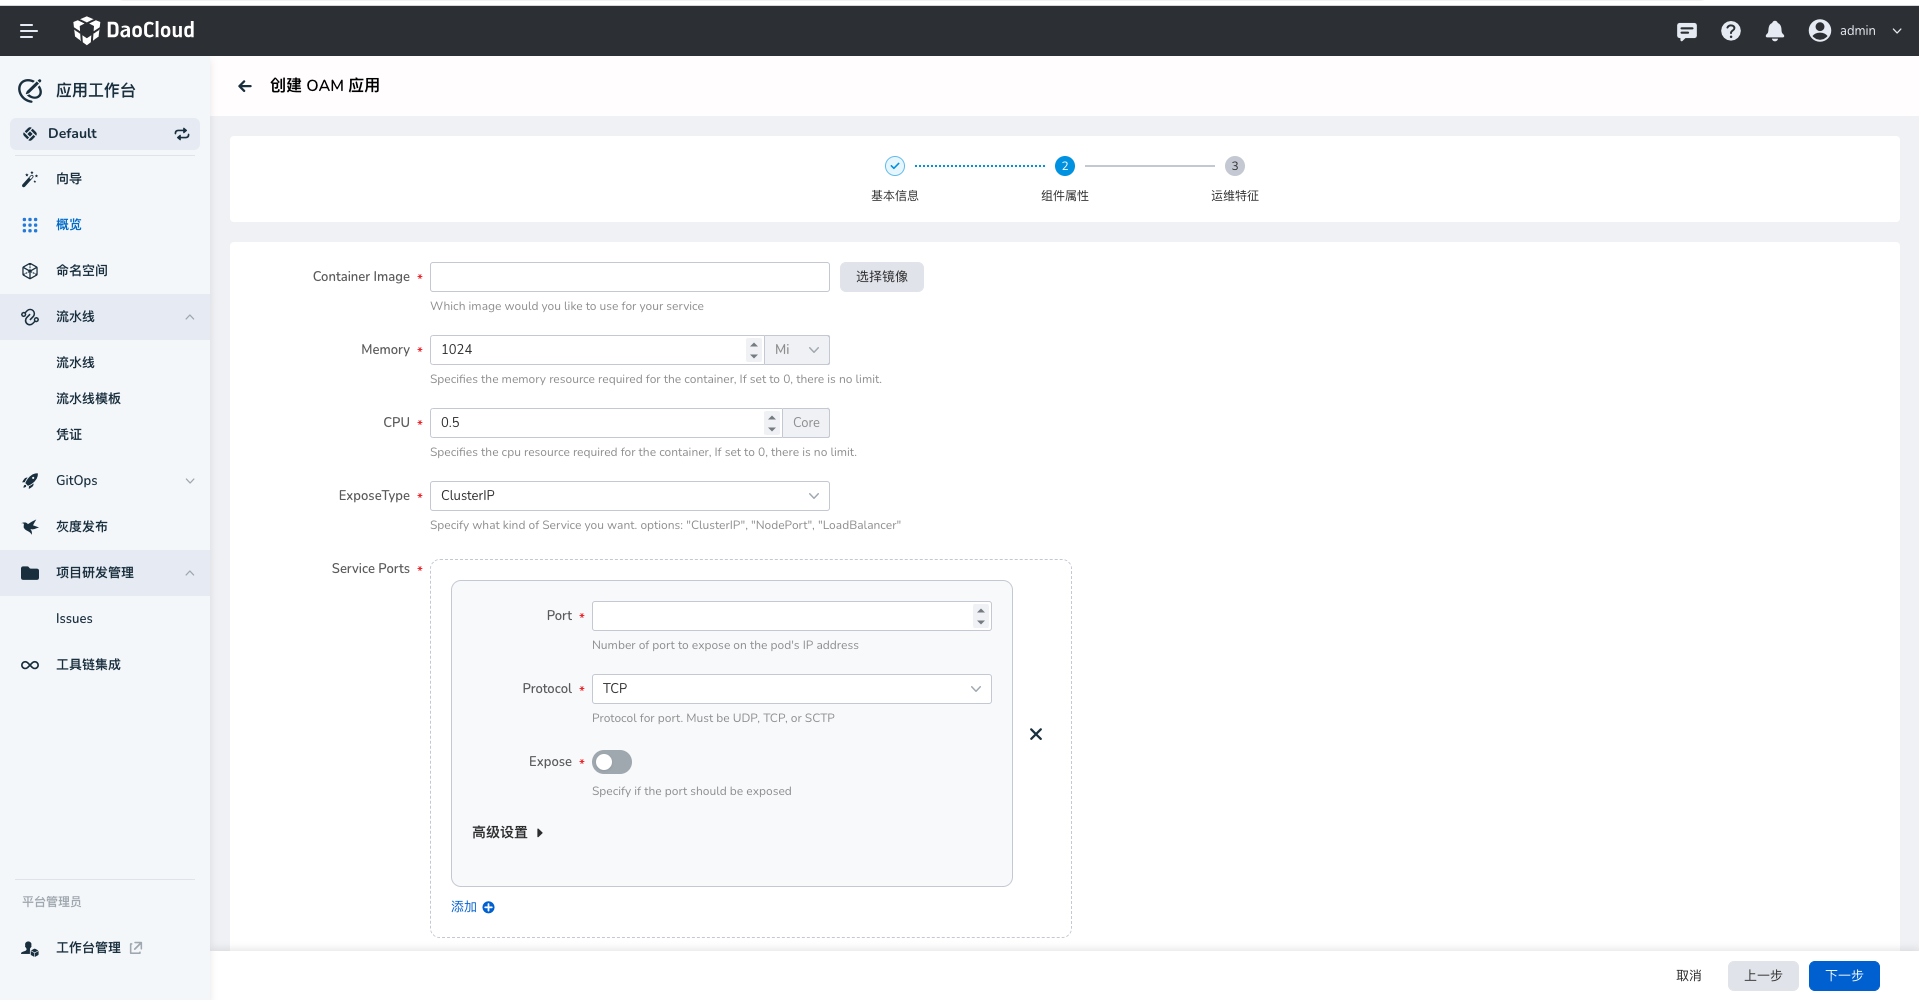 DaoCloud
admin
应用工作台
Default
向导
概览
命名空间
流水线
流水线
流水线模板
凭证
GitOps
灰度发布
项目研发管理
Issues
工具链集成
平台管理员
工作台管理
创建 OAM 应用
2
3
基本信息
组件属性
运维特征
Container Image *
选择镜像
Which image would you like to use for your service
Memory * 1024 Mi
Specifies the memory resource required for the container, If set to 0, there is no limit.
CPU * 0.5 Core
Specifies the cpu resource required for the container, If set to 0, there is no limit.
ExposeType * ClusterIP
Specify what kind of Service you want. options: "ClusterIP", "NodePort", "LoadBalancer"
Service Ports *
Port *
Number of port to expose on the pod's IP address
Protocol * TCP
Protocol for port. Must be UDP, TCP, or SCTP
Expose *
Specify if the port should be exposed
高级设置
添加
取消
上一步
下一步